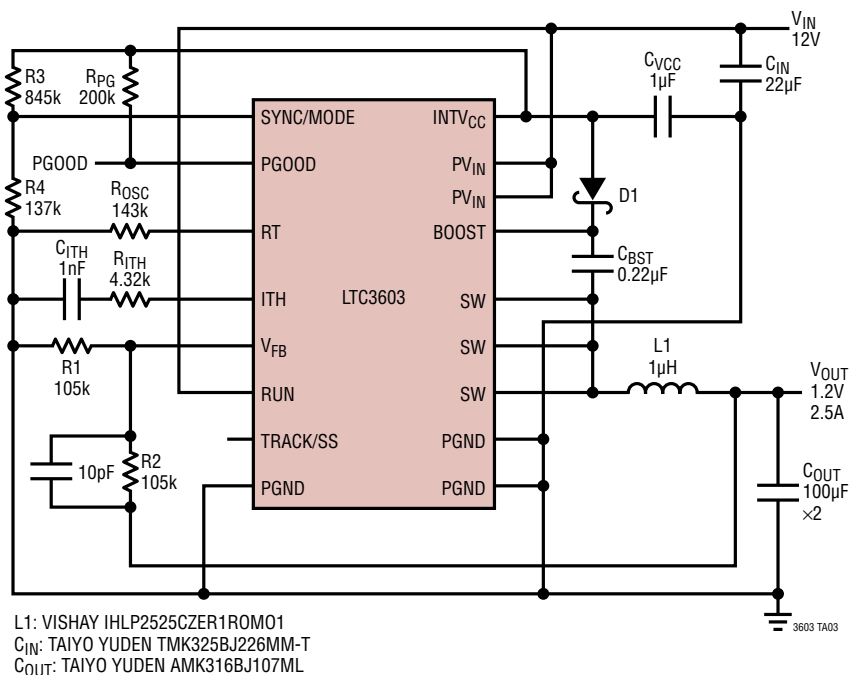 VIN
12V
R3
845k
RPG
200k
CVCC
1µF
CIN
22µF
SYNC/MODE
INTVCC
PGOOD
PGOOD
PVIN
PVIN
R4
137k
ROSC
143k
D1
RT
BOOST
CITH
1nF
RITH
4.32k
CBST
0.22µF
ITH
LTC3603
SW
VFB
SW
R1
105k
L1
1µH
RUN
SW
VOUT
1.2V
2.5A
TRACK/SS
PGND
10pF
R2
105k
PGND
PGND
COUT
100µF
×2
3603 TA03
L1: VISHAY IHLP2525CZER1ROMO1
CIN: TAIYO YUDEN TMK325BJ226MM-T
COUT: TAIYO YUDEN AMK316BJ107ML